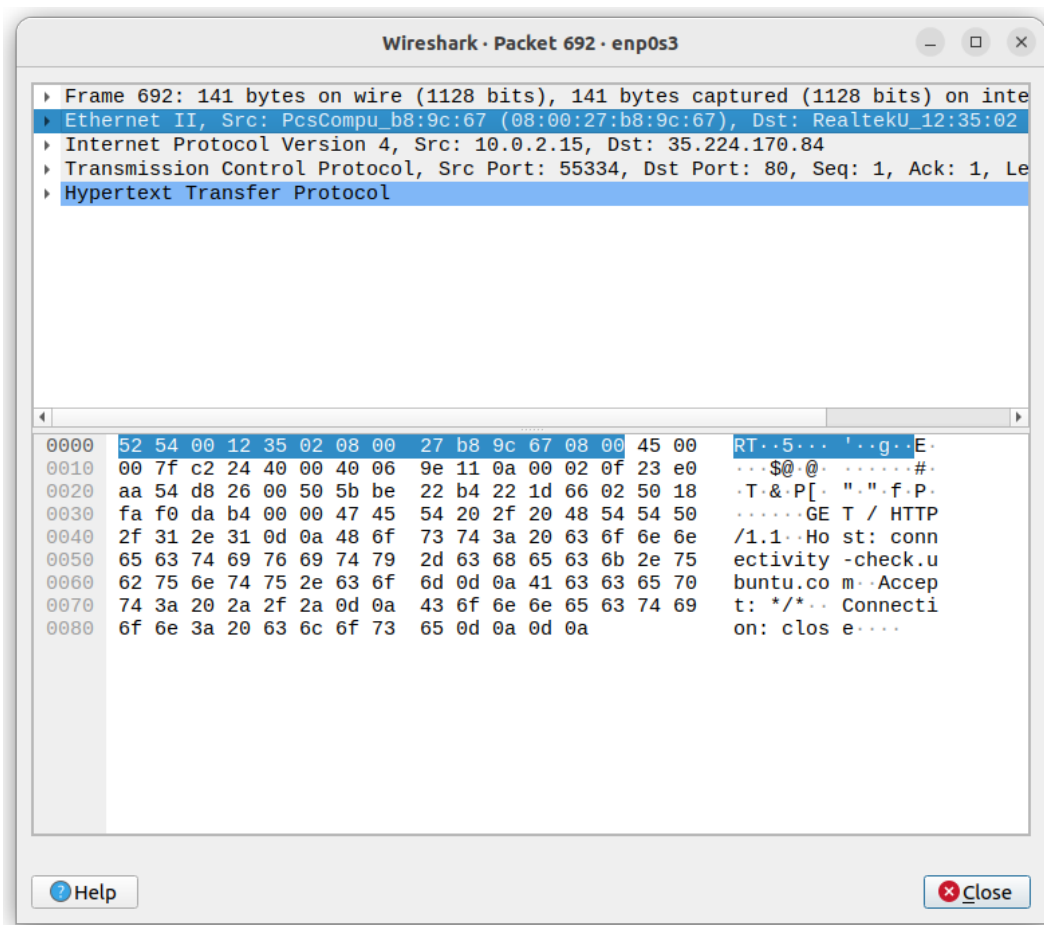 Wireshark · Packet 692 · enp0s3
Frame 692: 141 bytes on wire (1128 bits), 141 bytes captured (1128 bits) on inte
Ethernet II, Src: PcsCompu_b8:9c:67 (08:00:27:b8:9c:67), Dst: RealtekU_12:35:02
Internet Protocol Version 4, Src: 10.0.2.15, Dst: 35.224.170.84
Transmission Control Protocol, Src Port: 55334, Dst Port: 80, Seq: 1, Ack: 1, Le
Hypertext Transfer Protocol
0000 52 54 00 12 35 02 08 00 27 b8 9c 67 08 00 45 00 RT··5··· '··g··E·
0010 00 7f c2 24 40 00 40 06 9e 11 0a 00 02 0f 23 e0 ···$@·@· ······#·
0020 aa 54 d8 26 00 50 5b be 22 b4 22 1d 66 02 50 18 ·T·&·P[· "·"·f·P·
0030 fa f0 da b4 00 00 47 45 54 20 2f 20 48 54 54 50 ······GE T / HTTP
0040 2f 31 2e 31 0d 0a 48 6f 73 74 3a 20 63 6f 6e 6e /1.1··Ho st: conn
0050 65 63 74 69 76 69 74 79 2d 63 68 65 63 6b 2e 75 ectivity -check.u
0060 62 75 6e 74 75 2e 63 6f 6d 0d 0a 41 63 63 65 70 buntu.co m··Accep
0070 74 3a 20 2a 2f 2a 0d 0a 43 6f 6e 6e 65 63 74 69 t: */*·· Connecti
0080 6f 6e 3a 20 63 6c 6f 73 65 0d 0a 0d 0a on: clos e····
Help
Close